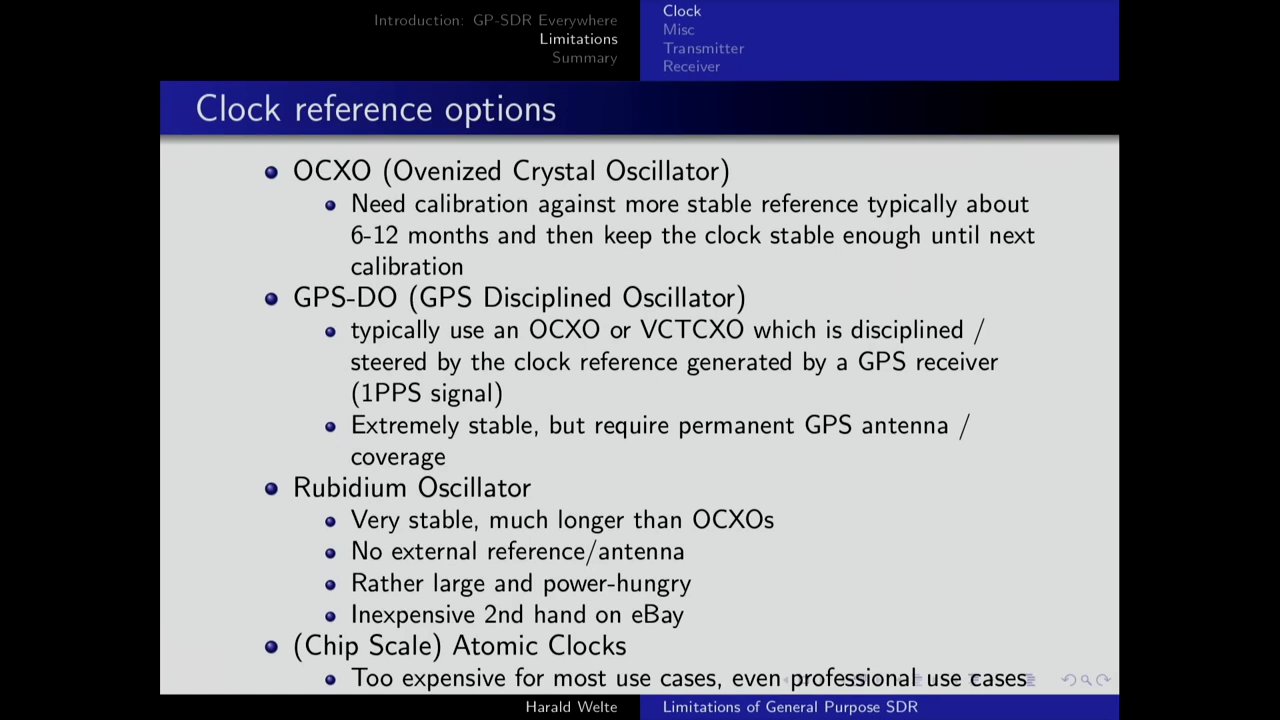 Introduction: GP-SDR Everywhere
Limitations
Summary
Clock
Misc
Transmitter
Receiver
Clock reference options
OCXO (Ovenized Crystal Oscillator)
Need calibration against more stable reference typically about
6-12 months and then keep the clock stable enough until next
calibration
GPS-DO (GPS Disciplined Oscillator)
typically use an OCXO or VCTCXO which is disciplined /
steered by the clock reference generated by a GPS receiver
(1PPS signal)
Extremely stable, but require permanent GPS antenna /
coverage
Rubidium Oscillator
Very stable, much longer than OCXOs
No external reference/antenna
Rather large and power-hungry
Inexpensive 2nd hand on eBay
(Chip Scale) Atomic Clocks
Too expensive for most use cases, even professional use cases
Harald Welte
Limitations of General Purpose SDR